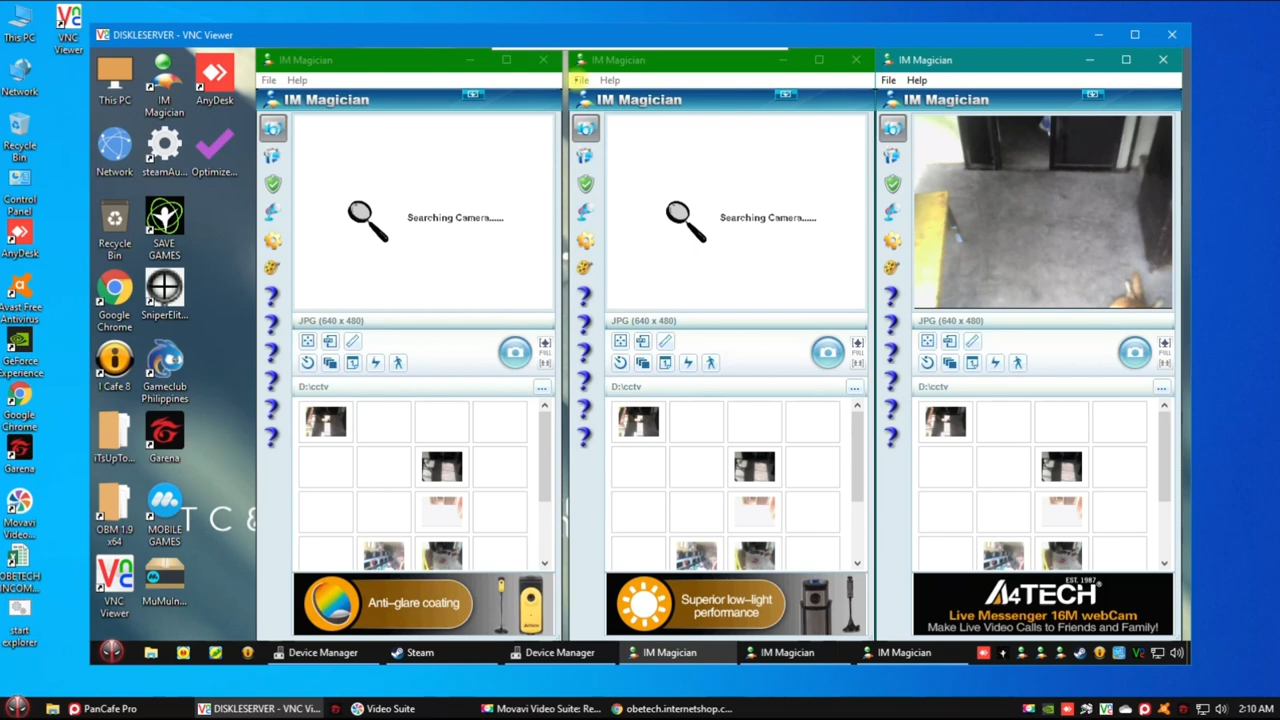 This PC
VNC
Viewer
Network
Recycle
Bin
Control
Panel
AnyDesk
Avast Free
Antivirus
GeForce
Experience
Google
Chrome
Garena
Movavi
Video...
OBETECH
INCOM...
start
explorer
DISKLESERVER - VNC Viewer
This PC
IM
Magician
AnyDesk
Network
steamAu...
Optimize...
Recycle
Bin
SAVE
GAMES
Google
Chrome
SniperElit...
I Cafe 8
Gameclub
Philippines
iTsUpTo...
Garena
OBM 1.9
x64
MOBILE
GAMES
VNC
Viewer
MuMuIn...
T C &
IM Magician
File Help
IM Magician
Searching Camera......
JPG (640 x 480)
FULL
D:\cctv
...
Anti-glare coating
A4TECH
IM Magician
File Help
IM Magician
Searching Camera......
JPG (640 x 480)
FULL
D:\cctv
...
Superior low-light
performance
IM Magician
File Help
IM Magician
JPG (640 x 480)
FULL
D:\cctv
...
EST. 1987
A4TECH
Live Messenger 16M webCam
Make Live Video Calls to Friends and Family!
Device Manager
Steam
Device Manager
IM Magician
IM Magician
IM Magician
PanCafe Pro
DISKLESERVER - VNC Vi...
Video Suite
Movavi Video Suite: Re...
obetech.internetshop.c...
2:10 AM